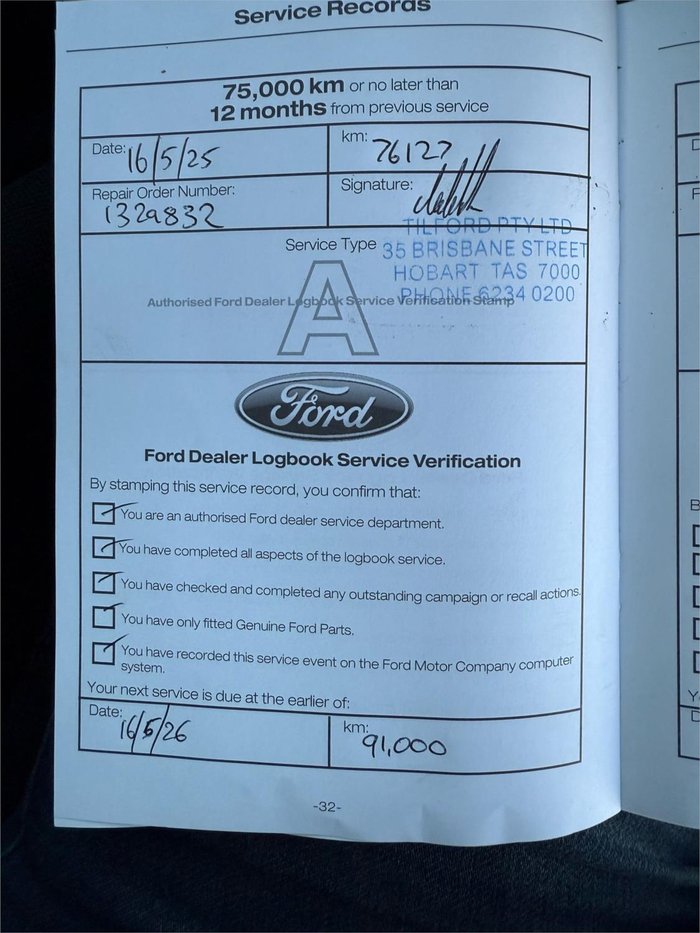 Service Records
75,000 km or no later than
12 months from previous service
Date: 16/5/25
km: 76127
Repair Order Number:
1329832
Signature:
TILFORD PTY LTD
35 BRISBANE STREET
HOBART TAS 7000
PHONE 6234 0200
Service Type
A
Authorised Ford Dealer Logbook Service Verification Stamp
Ford
Ford Dealer Logbook Service Verification
By stamping this service record, you confirm that:
You are an authorised Ford dealer service department.
You have completed all aspects of the logbook service.
You have checked and completed any outstanding campaign or recall actions.
You have only fitted Genuine Ford Parts.
You have recorded this service event on the Ford Motor Company computer
system.
Your next service is due at the earlier of:
Date: 16/5/26
km: 91,000
-32-